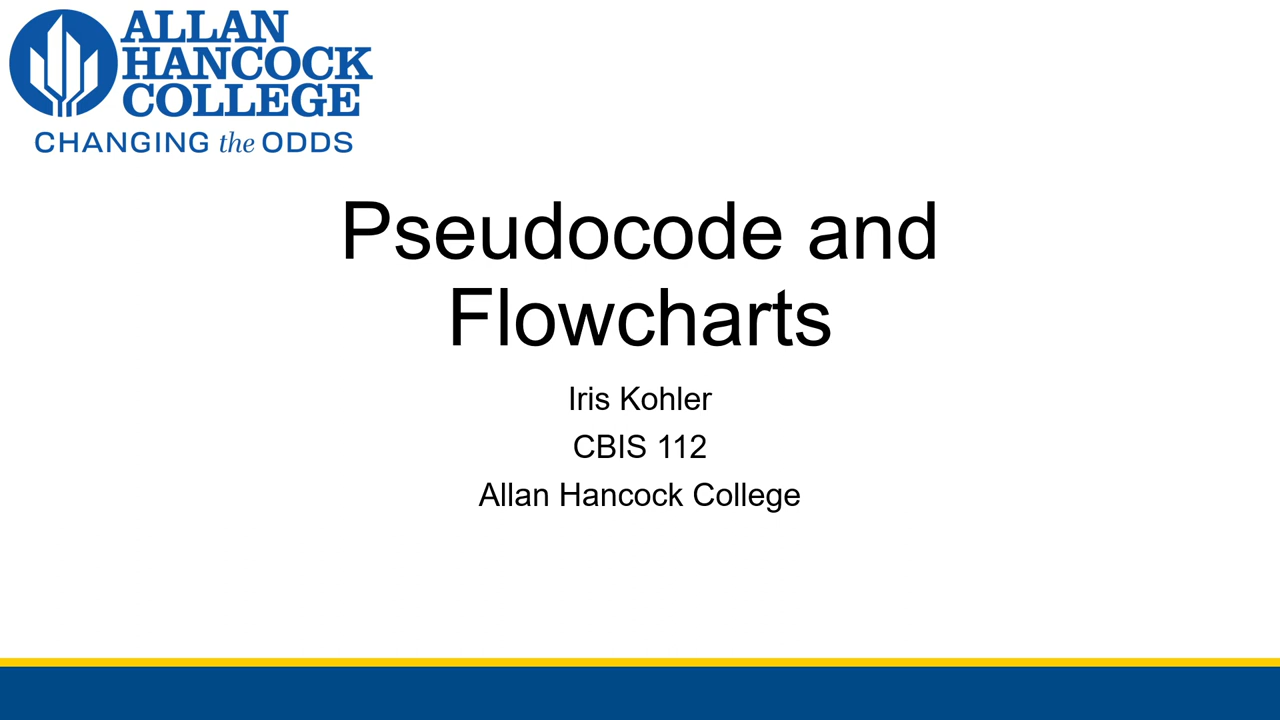 ALLAN
HANCOCK
COLLEGE
CHANGING the ODDS
Pseudocode and
Flowcharts
Iris Kohler
CBIS 112
Allan Hancock College